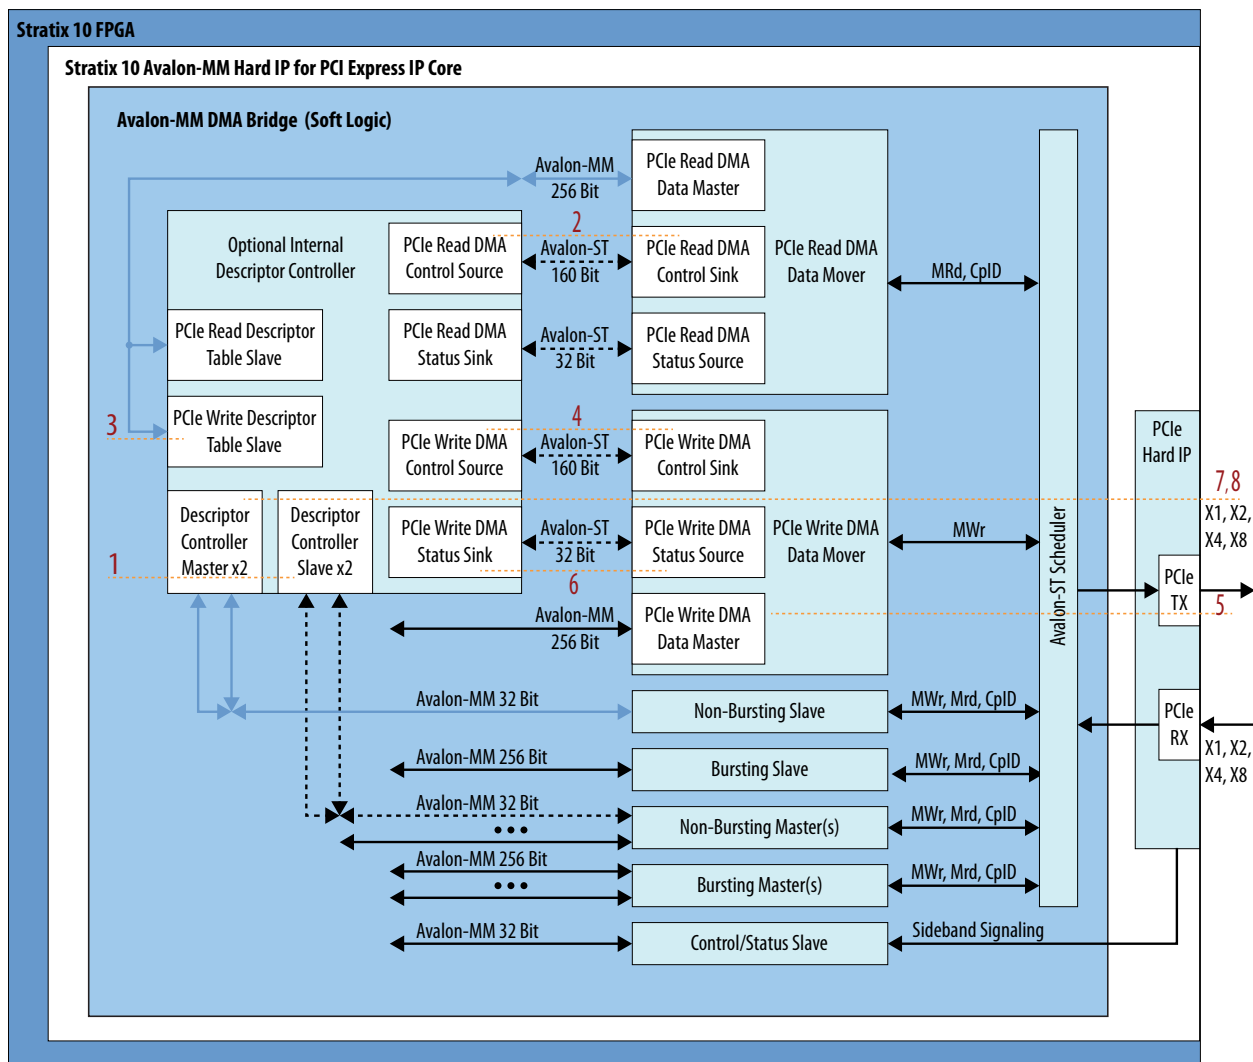 Stratix 10 FPGA
Stratix 10 Avalon-MM Hard IP for PCI Express IP Core
Avalon-MM DMA Bridge (Soft Logic)
Avalon-MM
256 Bit
PCIe Read DMA
Data Master
2
Optional Internal
Descriptor Controller
PCIe Read DMA
Control Source
Avalon-ST
160 Bit
PCIe Read DMA
Control Sink
PCIe Read DMA
Data Mover
MRd, CpID
PCIe Read Descriptor
Table Slave
PCIe Read DMA
Status Sink
Avalon-ST
32 Bit
PCIe Read DMA
Status Source
3
PCIe Write Descriptor
Table Slave
4
PCIe Write DMA
Control Source
Avalon-ST
160 Bit
PCIe Write DMA
Control Sink
PCIe
Hard IP
7, 8
X1, X2,
X4, X8
1
Descriptor
Controller
Master x2
Descriptor
Controller
Slave x2
PCIe Write DMA
Status Sink
Avalon-ST
32 Bit
6
PCIe Write DMA
Status Source
PCIe Write DMA
Data Mover
MWr
Avalon-ST Scheduler
PCIe
TX
5
Avalon-MM
256 Bit
PCIe Write DMA
Data Master
Avalon-MM 32 Bit
Non-Bursting Slave
MWr, Mrd, CpID
PCIe
RX
X1, X2,
X4, X8
Avalon-MM 256 Bit
Bursting Slave
MWr, Mrd, CpID
Avalon-MM 32 Bit
Non-Bursting Master(s)
MWr, Mrd, CpID
Avalon-MM 256 Bit
Bursting Master(s)
MWr, Mrd, CpID
Avalon-MM 32 Bit
Control/Status Slave
Sideband Signaling